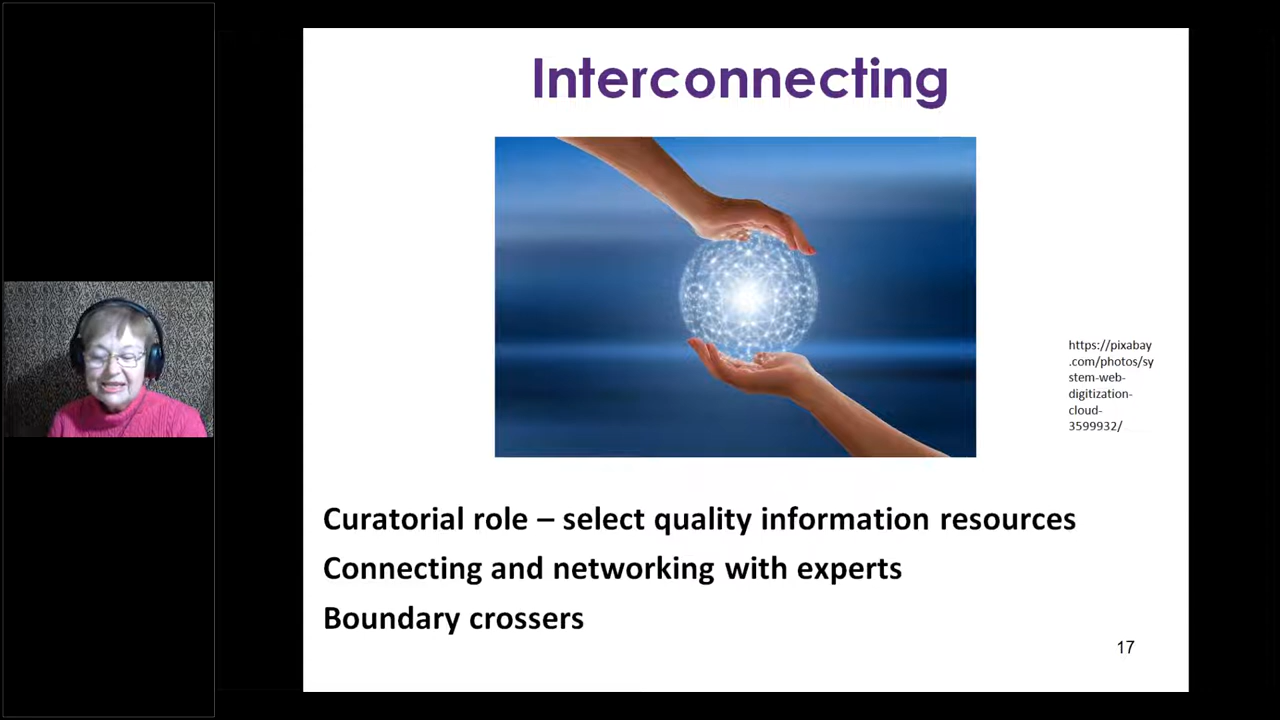 Interconnecting
https://pixabay
.com/photos/sy
stem-web-
digitization-
cloud-
3599932/
Curatorial role – select quality information resources
Connecting and networking with experts
Boundary crossers
17